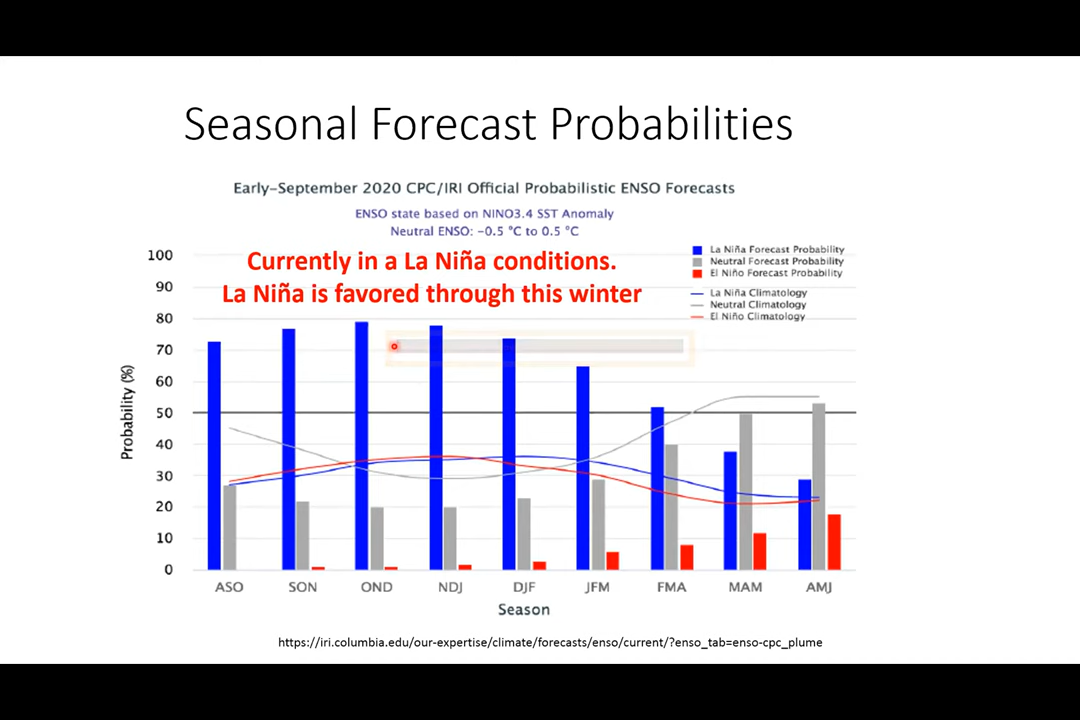 Seasonal Forecast Probabilities
Early-September 2020 CPC/IRI Official Probabilistic ENSO Forecasts
ENSO state based on NINO3.4 SST Anomaly
Neutral ENSO: -0.5 °C to 0.5 °C
Currently in a La Niña conditions.
La Niña is favored through this winter
La Niña Forecast Probability
Neutral Forecast Probability
El Niño Forecast Probability
La Niña Climatology
Neutral Climatology
El Niño Climatology
Probability (%)
100
90
80
70
60
50
40
30
20
10
0
ASO SON OND NDJ DJF JFM FMA MAM AMJ
Season
https://iri.columbia.edu/our-expertise/climate/forecasts/enso/current/?enso_tab=enso-cpc_plume